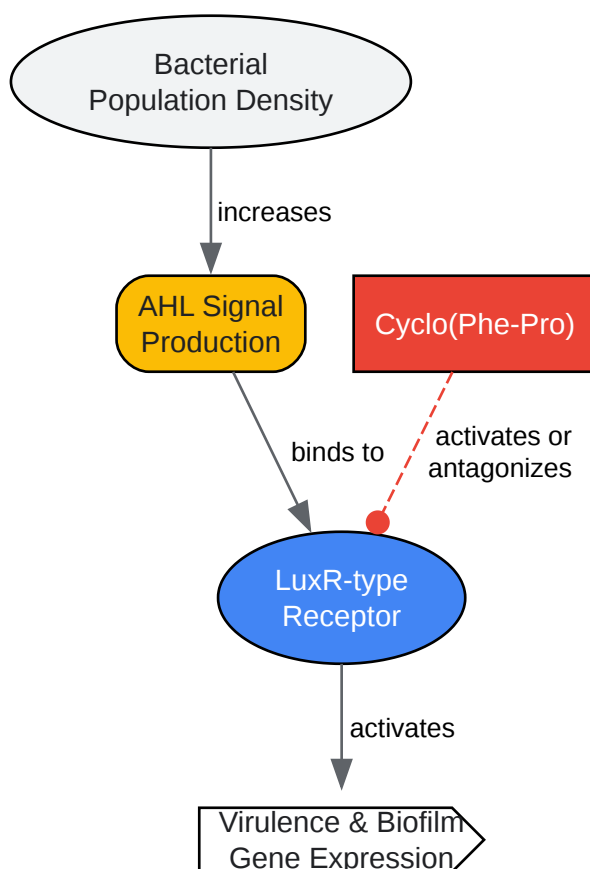 Bacterial
Population Density
increases
AHL Signal
Production
Cyclo(Phe-Pro)
binds to
activates or
antagonizes
LuxR-type
Receptor
activates
Virulence & Biofilm
Gene Expression